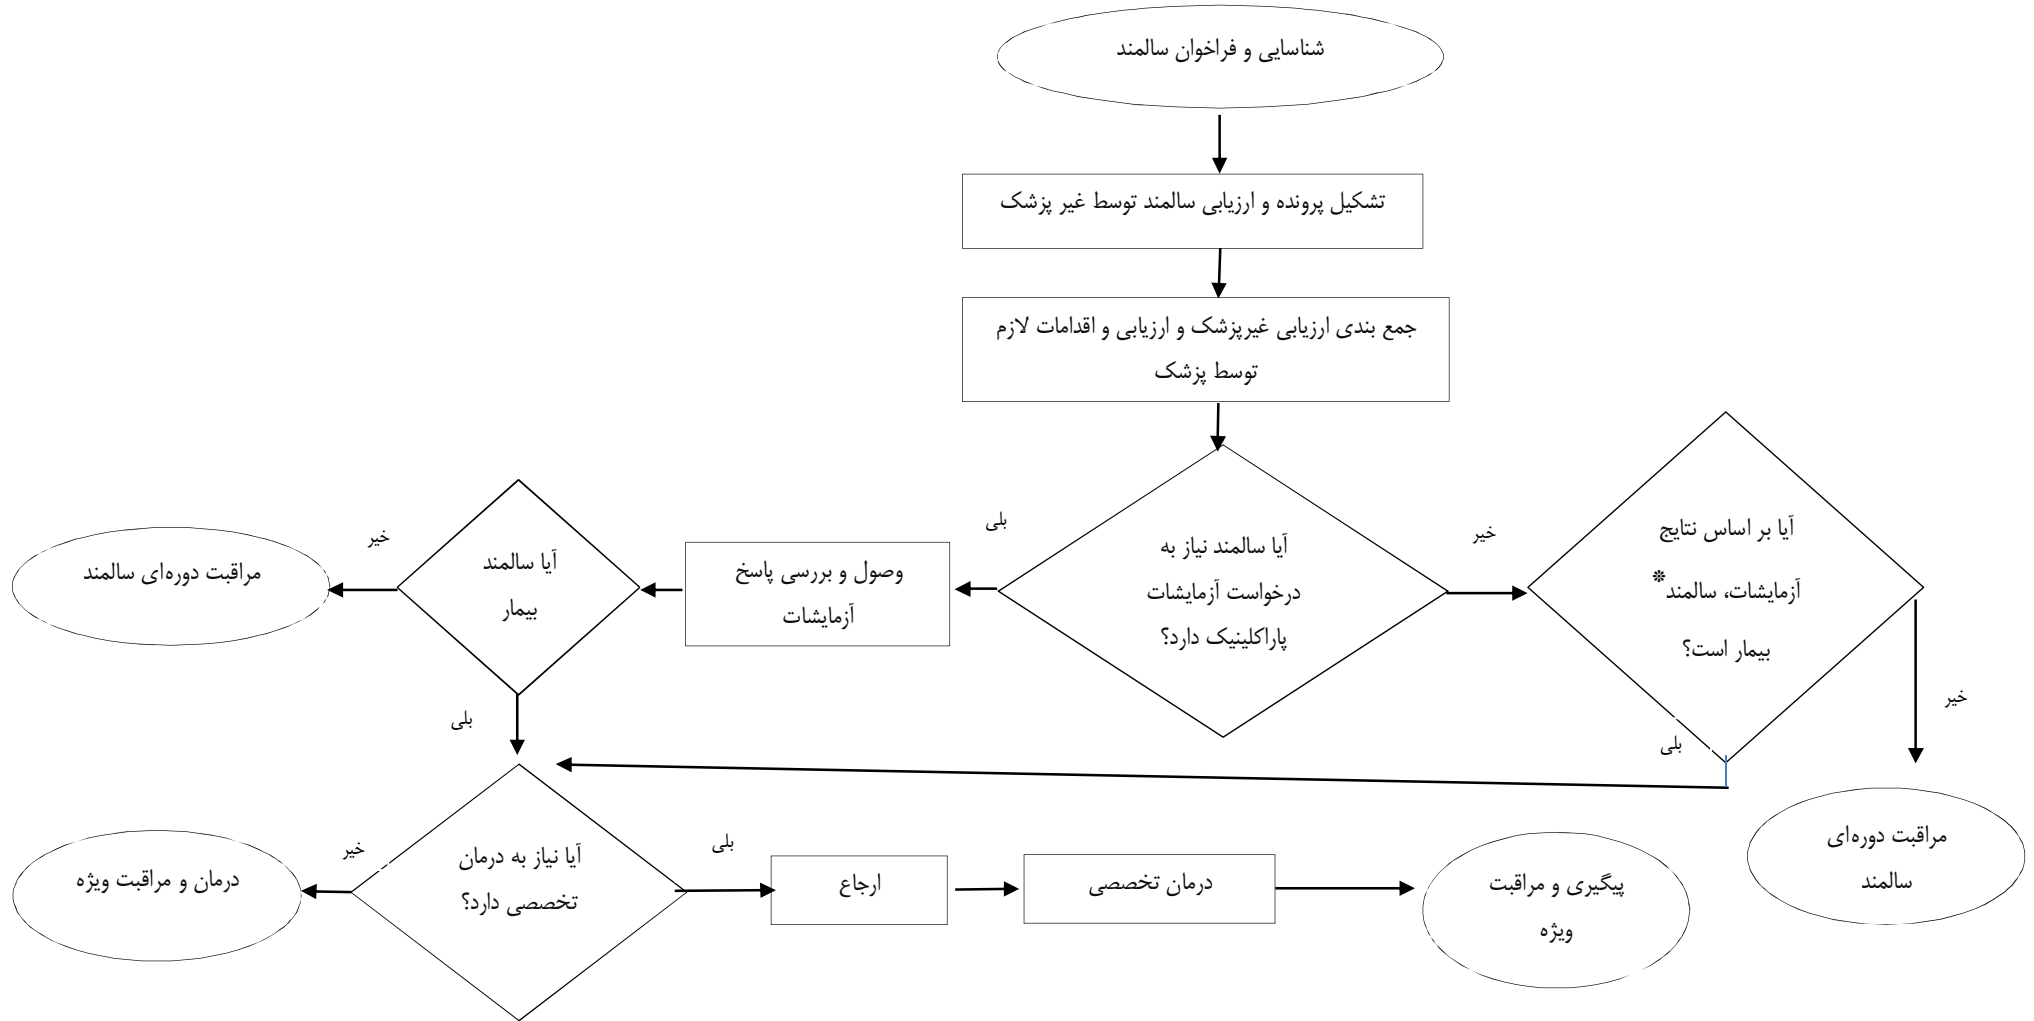 شناسایی و فراخوان سالمند
تشکیل پرونده و ارزیابی سالمند توسط غیر پزشک
جمع بندی ارزیابی غیرپزشک و ارزیابی و اقدامات لازم
توسط پزشک
آیا سالمند نیاز به
درخواست آزمایشات
پاراکلینیک دارد؟
خیر
آیا بر اساس نتایج
آزمایشات، سالمند*
بیمار است؟
خیر
بلی
مراقبت دوره‌ای
سالمند
بلی
وصول و بررسی پاسخ
آزمایشات
آیا سالمند
بیمار
خیر
مراقبت دوره‌ای سالمند
بلی
آیا نیاز به درمان
تخصصی دارد؟
خیر
درمان و مراقبت ویژه
بلی
ارجاع
درمان تخصصی
پیگیری و مراقبت
ویژه